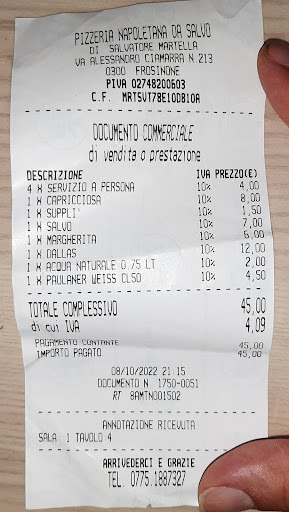 PIZZERIA NAPOLETANA DA SALVO
DI SALVATORE MARTELLA
VA ALESSANDRO CIAMARRA N 213
0300 FROSINONE
PIVA 02748200603
C.F. MRTSVT78E10D810A
DOCUMENTO COMMERCIALE
di vendita o prestazione
DESCRIZIONE IVA PREZZO(€)
4 X SERVIZIO A PERSONA 10% 4,00
1 X CAPRICCIOSA 10% 8,00
1 X SUPPLI' 10% 1,50
1 X SALVO 10% 7,00
1 X MARGHERITA 10% 6,00
1 X DALLAS 10% 12,00
1 X ACQUA NATURALE 0.75 LT 10% 2,00
1 X PAULANER WEISS CL50 10% 4,50
TOTALE COMPLESSIVO 45,00
di cui IVA 4,09
PAGAMENTO CONTANTE 45,00
IMPORTO PAGATO 45,00
08/10/2022 21:15
DOCUMENTO N 1750-0051
RT 8AMTN001502
ANNOTAZIONE RICEVUTA
SALA 1 TAVOLO 4
ARRIVEDERCI E GRAZIE
TEL. 0775.1887327